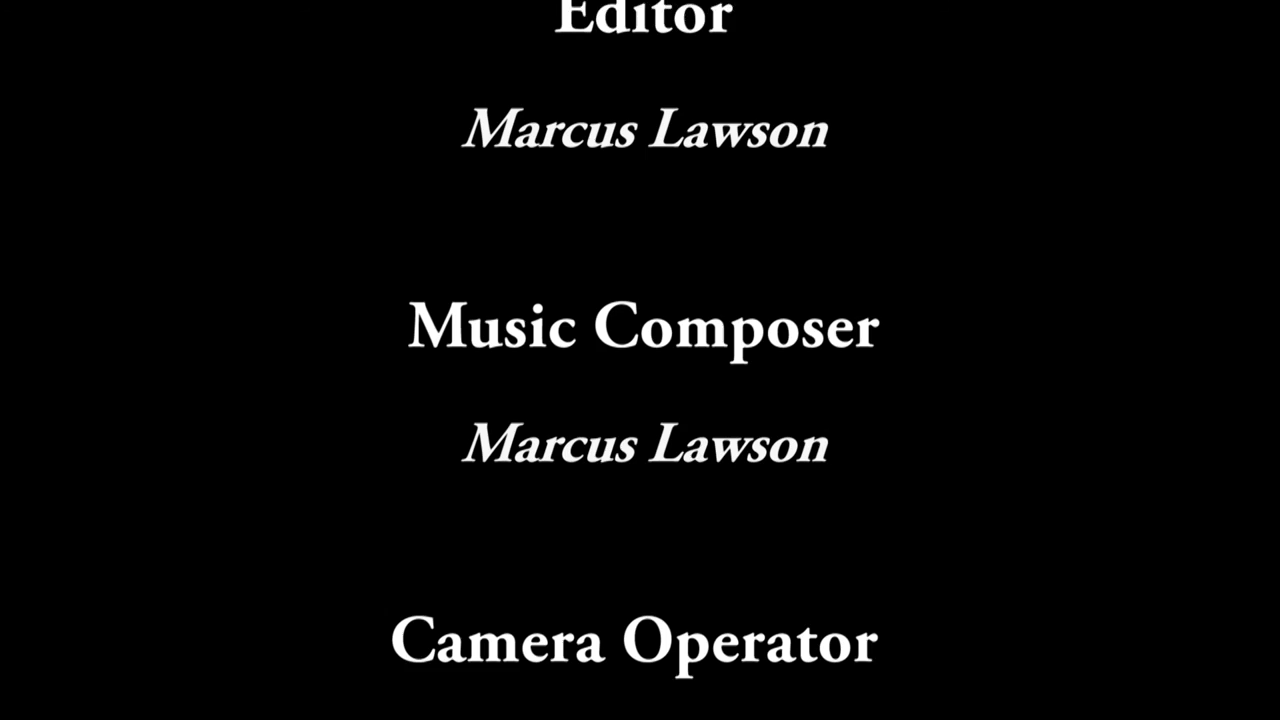 Editor
Marcus Lawson
Music Composer
Marcus Lawson
Camera Operator